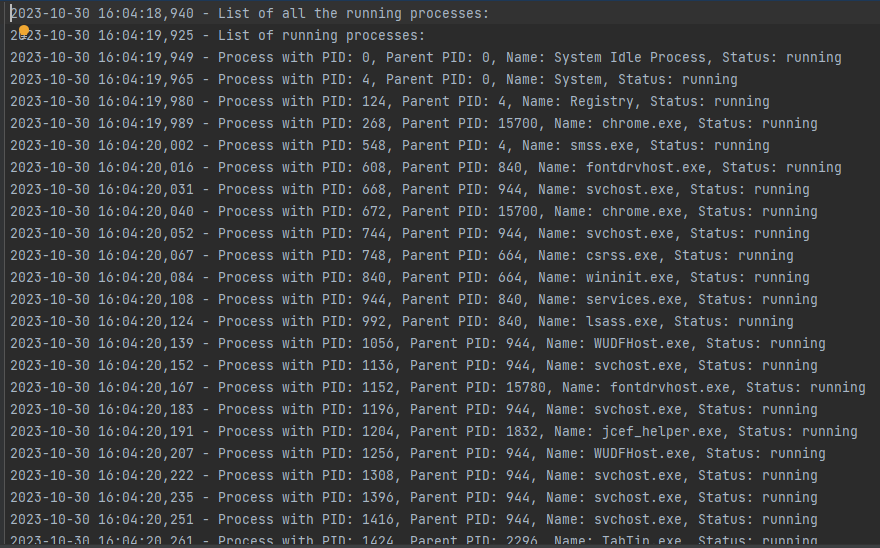 2023-10-30 16:04:18,940 - List of all the running processes:
2023-10-30 16:04:19,925 - List of running processes:
2023-10-30 16:04:19,949 - Process with PID: 0, Parent PID: 0, Name: System Idle Process, Status: running
2023-10-30 16:04:19,965 - Process with PID: 4, Parent PID: 0, Name: System, Status: running
2023-10-30 16:04:19,980 - Process with PID: 124, Parent PID: 4, Name: Registry, Status: running
2023-10-30 16:04:19,989 - Process with PID: 268, Parent PID: 15700, Name: chrome.exe, Status: running
2023-10-30 16:04:20,002 - Process with PID: 548, Parent PID: 4, Name: smss.exe, Status: running
2023-10-30 16:04:20,016 - Process with PID: 608, Parent PID: 840, Name: fontdrvhost.exe, Status: running
2023-10-30 16:04:20,031 - Process with PID: 668, Parent PID: 944, Name: svchost.exe, Status: running
2023-10-30 16:04:20,040 - Process with PID: 672, Parent PID: 15700, Name: chrome.exe, Status: running
2023-10-30 16:04:20,052 - Process with PID: 744, Parent PID: 944, Name: svchost.exe, Status: running
2023-10-30 16:04:20,067 - Process with PID: 748, Parent PID: 664, Name: csrss.exe, Status: running
2023-10-30 16:04:20,084 - Process with PID: 840, Parent PID: 664, Name: wininit.exe, Status: running
2023-10-30 16:04:20,108 - Process with PID: 944, Parent PID: 840, Name: services.exe, Status: running
2023-10-30 16:04:20,124 - Process with PID: 992, Parent PID: 840, Name: lsass.exe, Status: running
2023-10-30 16:04:20,139 - Process with PID: 1056, Parent PID: 944, Name: WUDFHost.exe, Status: running
2023-10-30 16:04:20,152 - Process with PID: 1136, Parent PID: 944, Name: svchost.exe, Status: running
2023-10-30 16:04:20,167 - Process with PID: 1152, Parent PID: 15780, Name: fontdrvhost.exe, Status: running
2023-10-30 16:04:20,183 - Process with PID: 1196, Parent PID: 944, Name: svchost.exe, Status: running
2023-10-30 16:04:20,191 - Process with PID: 1204, Parent PID: 1832, Name: jcef_helper.exe, Status: running
2023-10-30 16:04:20,207 - Process with PID: 1256, Parent PID: 944, Name: WUDFHost.exe, Status: running
2023-10-30 16:04:20,222 - Process with PID: 1308, Parent PID: 944, Name: svchost.exe, Status: running
2023-10-30 16:04:20,235 - Process with PID: 1396, Parent PID: 944, Name: svchost.exe, Status: running
2023-10-30 16:04:20,251 - Process with PID: 1416, Parent PID: 944, Name: svchost.exe, Status: running
2023-10-30 16:04:20,261 - Process with PID: 1424, Parent PID: 2296, Name: TabTip.exe, Status: running